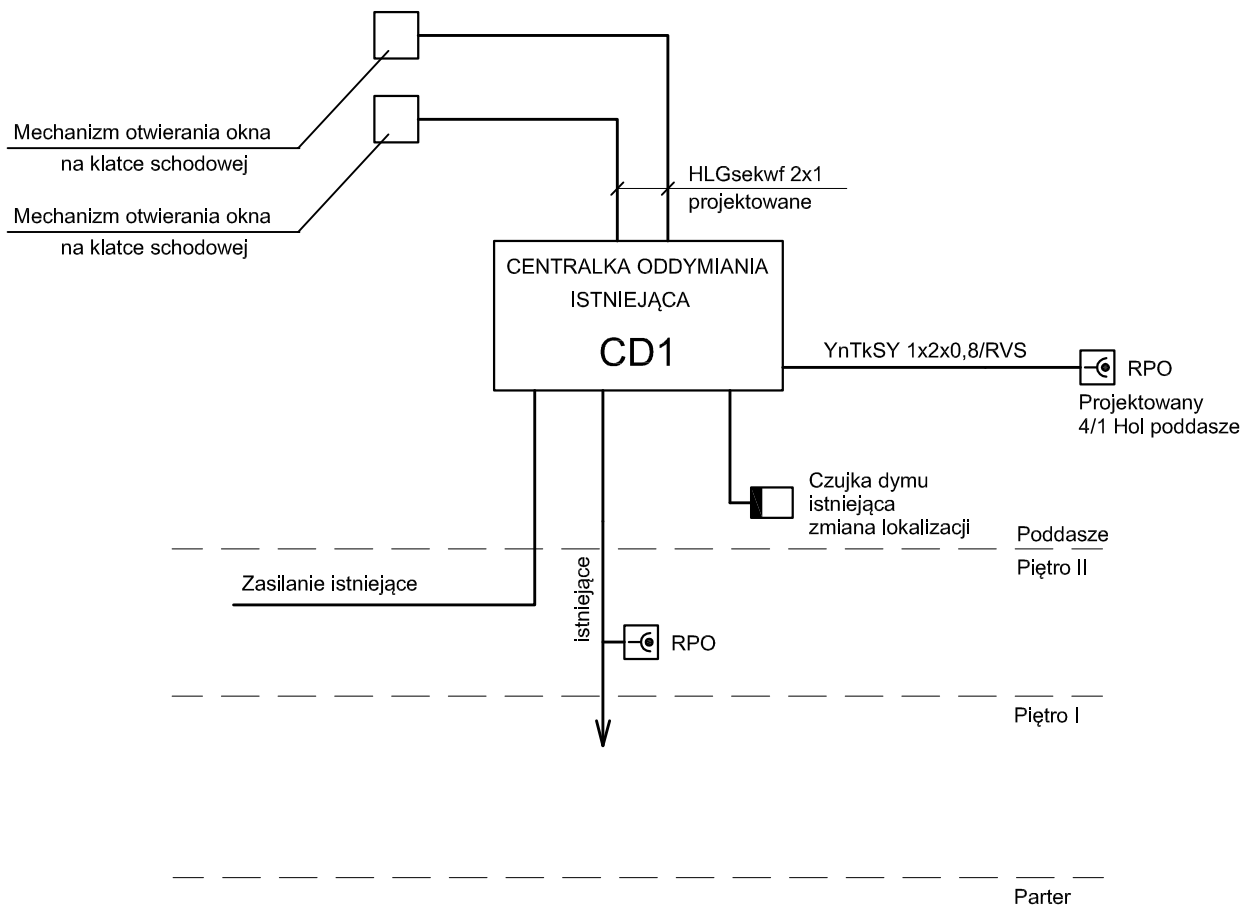 Mechanizm otwierania okna
na klatce schodowej
Mechanizm otwierania okna
na klatce schodowej
HLGsekwf 2x1
projektowane
CENTRALKA ODDYMIANIA
ISTNIEJĄCA
CD1
YnTkSY 1x2x0,8/RVS
RPO
Projektowany
4/1 Hol poddasze
Czujka dymu
istniejąca
zmiana lokalizacji
Poddasze
Piętro II
Zasilanie istniejące
istniejące
RPO
Piętro I
Parter